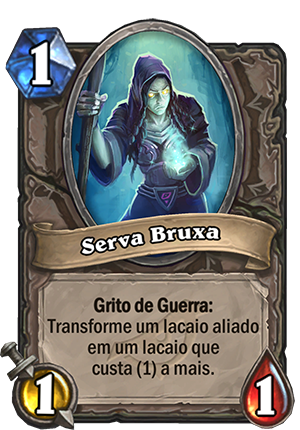 1
Serva Bruxa
Grito de Guerra:
Transforme um lacaio aliado
em um lacaio que
custa (1) a mais.
1 1